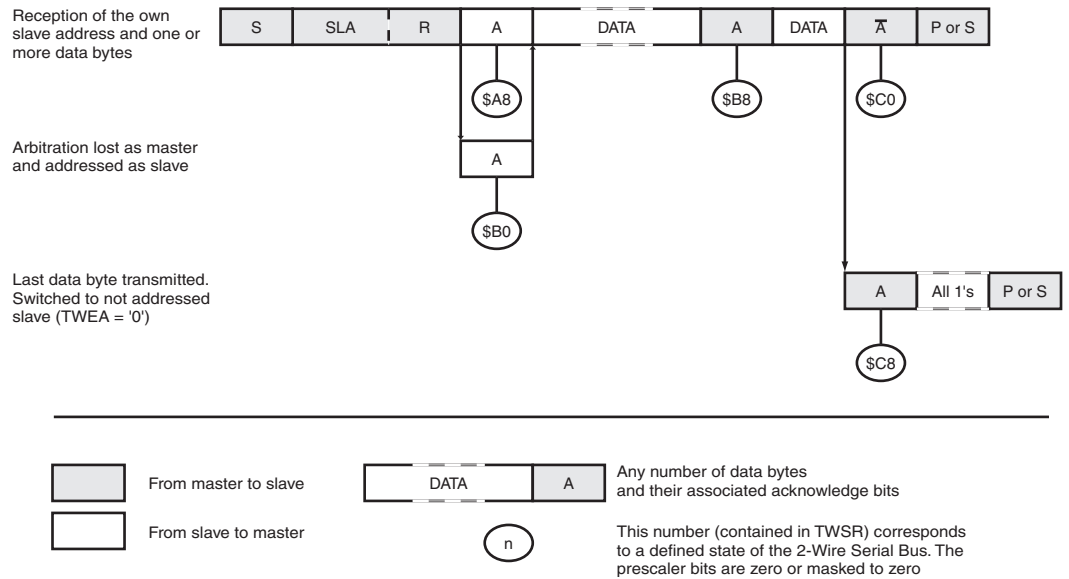 Reception of the own
slave address and one or
more data bytes
S SLA R A DATA A DATA A̅ P or S
$A8 $B8 $C0
Arbitration lost as master
and addressed as slave
A
$B0
Last data byte transmitted.
Switched to not addressed
slave (TWEA = '0')
A All 1's P or S
$C8
From master to slave
DATA A
Any number of data bytes
and their associated acknowledge bits
From slave to master
n
This number (contained in TWSR) corresponds
to a defined state of the 2-Wire Serial Bus. The
prescaler bits are zero or masked to zero